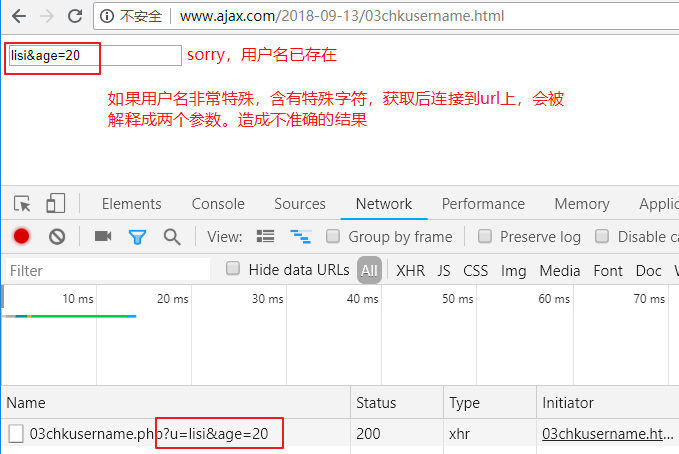 不安全 www.ajax.com/2018-09-13/03chkusername.html
lisi&age=20 sorry，用户名已存在
如果用户名非常特殊，含有特殊字符，获取后连接到url上，会被
解释成两个参数。造成不准确的结果
Elements Console Sources Network Performance Memory Applic
View: Group by frame Preserve log Disable ca
Filter Hide data URLs All XHR JS CSS Img Media Font Doc W
10 ms 20 ms 30 ms 40 ms 50 ms 60 ms 70 ms
Name Status Type Initiator
03chkusername.php?u=lisi&age=20 200 xhr 03chkusername.ht...